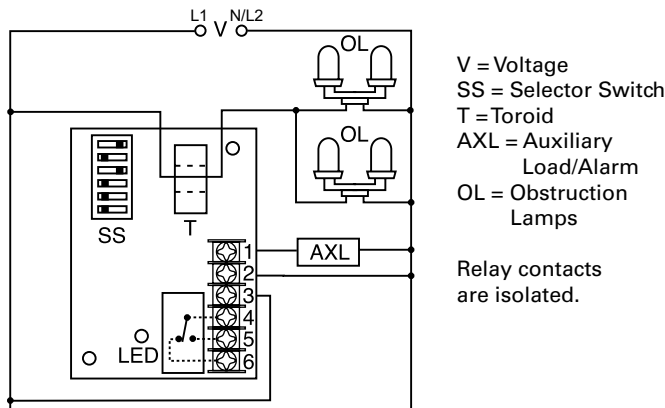 L1 V N/L2
OL
OL
SS
T
1
AXL
2
3
4
5
6
LED
V = Voltage
SS = Selector Switch
T = Toroid
AXL = Auxiliary
Load/Alarm
OL = Obstruction
Lamps
Relay contacts
are isolated.